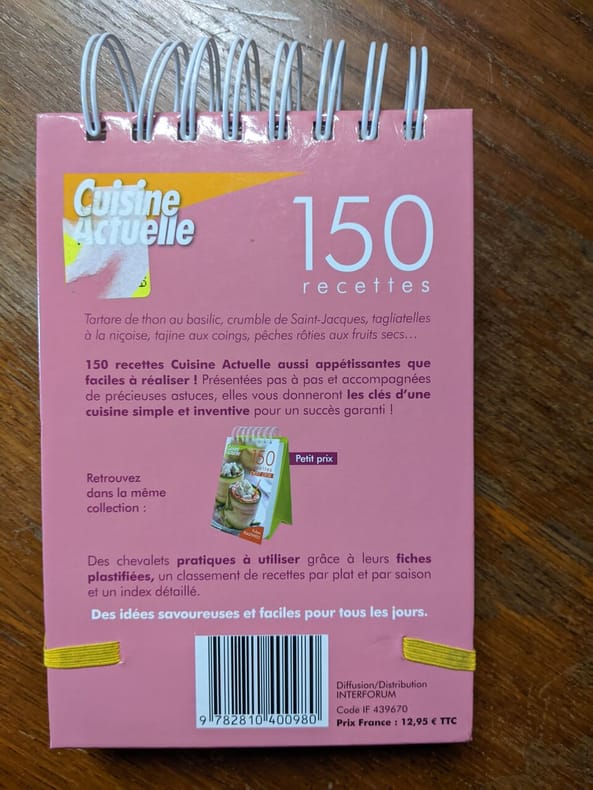 Cuisine
Actuelle
150
recettes
Tartare de thon au basilic, crumble de Saint-Jacques, tagliatelles
à la niçoise, tajine aux coings, pêches rôties aux fruits secs...
150 recettes Cuisine Actuelle aussi appétissantes que
faciles à réaliser ! Présentées pas à pas et accompagnées
de précieuses astuces, elles vous donneront les clés d'une
cuisine simple et inventive pour un succès garanti !
150
recettes
Petit prix
Retrouvez
dans la même
collection :
Des chevalets pratiques à utiliser grâce à leurs fiches
plastifiées, un classement de recettes par plat et par saison
et un index détaillé.
Des idées savoureuses et faciles pour tous les jours.
9 782810 400980
Diffusion/Distribution
INTERFORUM
Code IF 439670
Prix France : 12,95 € TTC